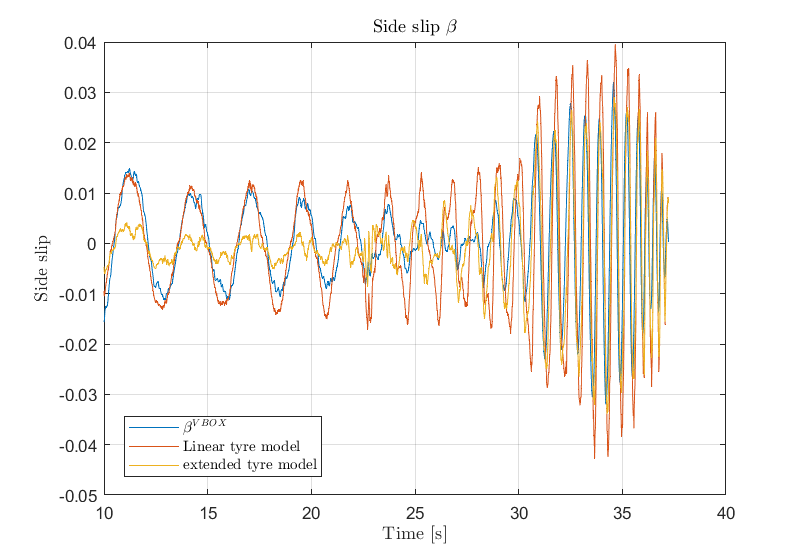 Side slip β
0.04
0.03
0.02
0.01
0
-0.01
-0.02
-0.03
-0.04
-0.05
Side slip
β^VBOX
Linear tyre model
extended tyre model
10 15 20 25 30 35 40
Time [s]